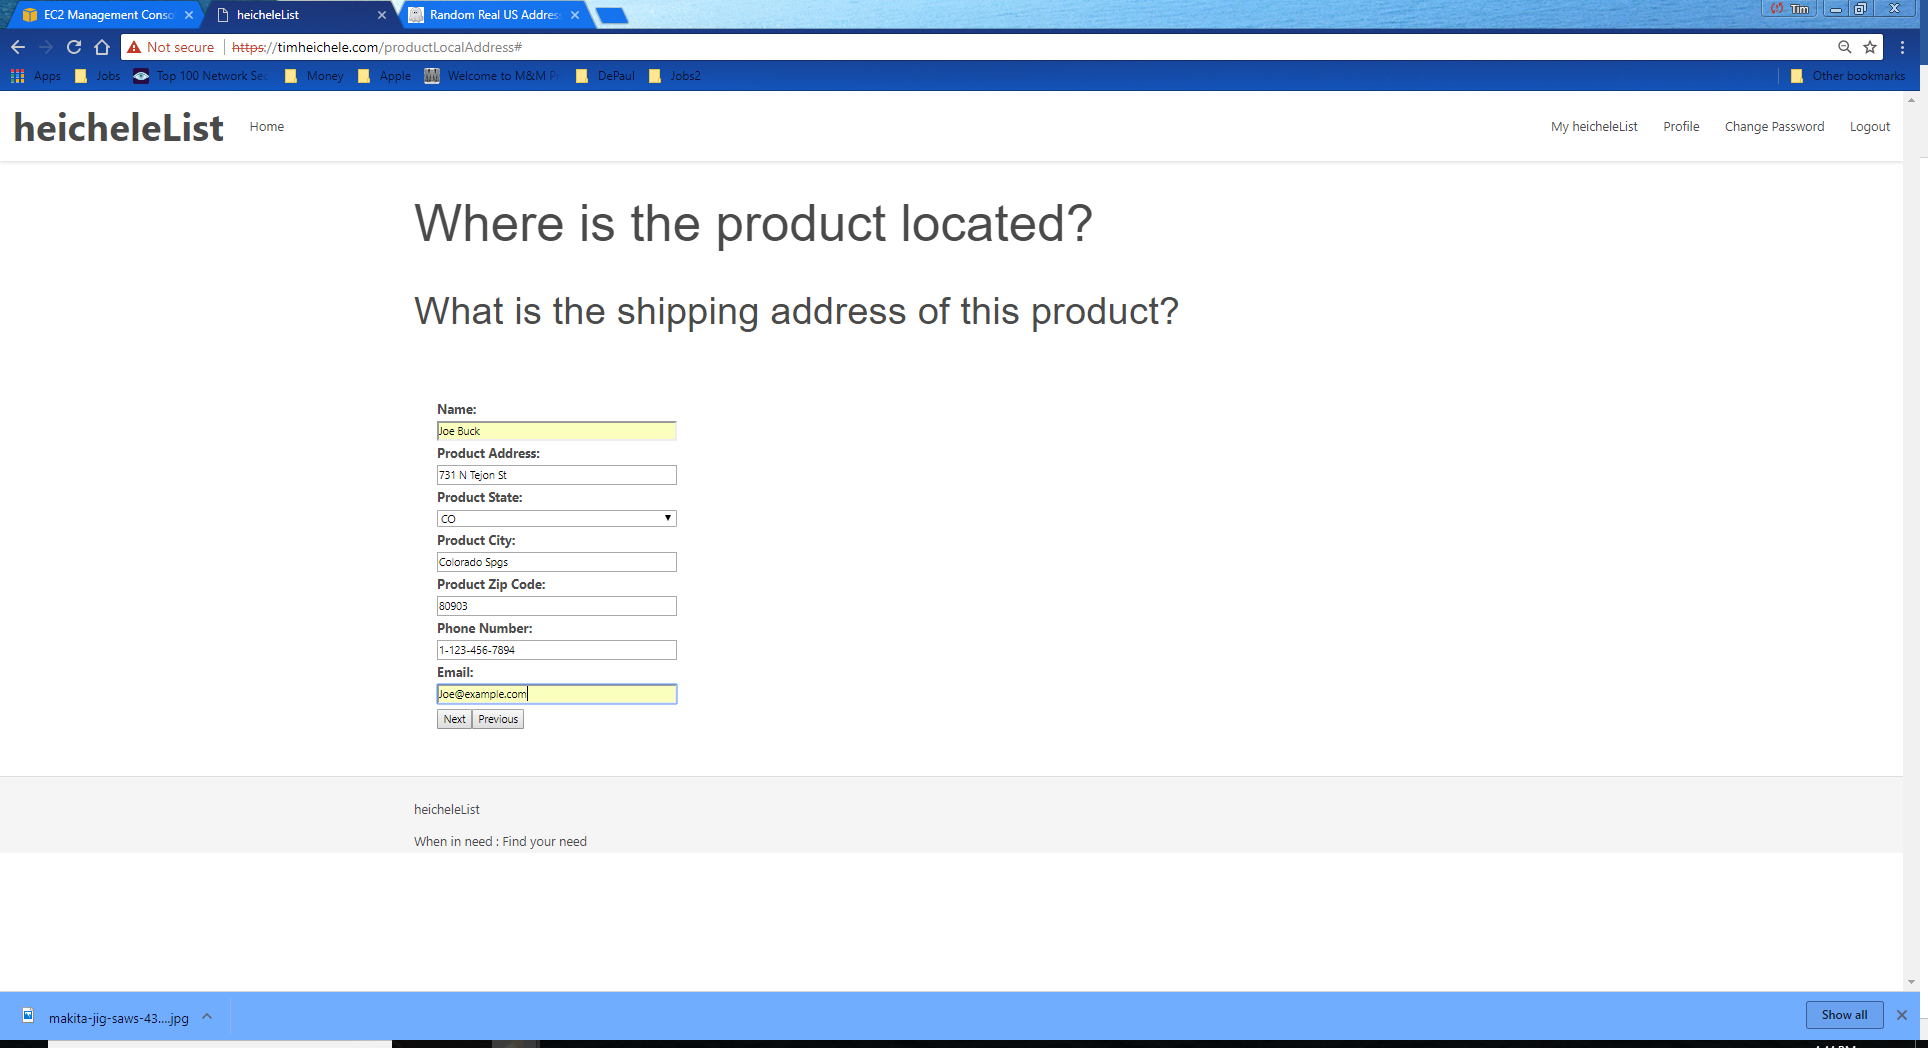 EC2 Management Conso
heicheleList
Random Real US Address
Tim
Not secure
https://timheichele.com/productLocalAddress#
Apps
Jobs
Top 100 Network Sec
Money
Apple
Welcome to M&M P
DePaul
Jobs2
Other bookmarks
heicheleList
Home
My heicheleList
Profile
Change Password
Logout
Where is the product located?
What is the shipping address of this product?
Name:
Joe Buck
Product Address:
731 N Tejon St
Product State:
CO
Product City:
Colorado Spgs
Product Zip Code:
80903
Phone Number:
1-123-456-7894
Email:
Joe@example.com
Next
Previous
heicheleList
When in need : Find your need
makita-jig-saws-43....jpg
Show all